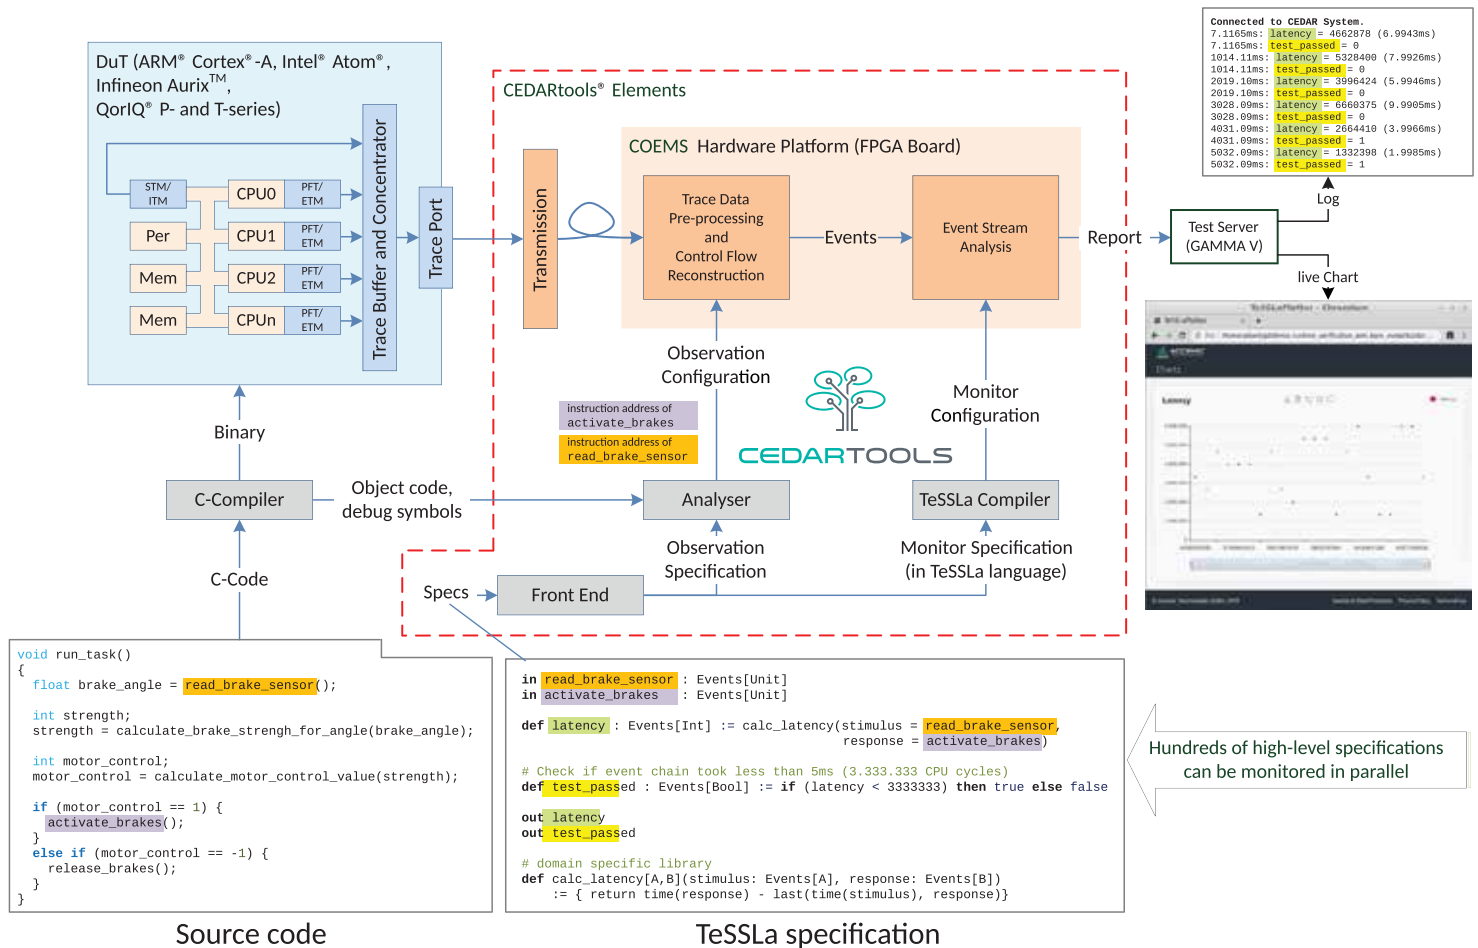 Connected to CEDAR System.
7.1165ms: latency = 4662878 (6.9943ms)
7.1165ms: test_passed = 0
1014.11ms: latency = 5328400 (7.9926ms)
1014.11ms: test_passed = 0
2019.10ms: latency = 3996424 (5.9946ms)
2019.10ms: test_passed = 0
3028.09ms: latency = 6660375 (9.9905ms)
3028.09ms: test_passed = 0
4031.09ms: latency = 2664410 (3.9966ms)
4031.09ms: test_passed = 1
5032.09ms: latency = 1332398 (1.9985ms)
5032.09ms: test_passed = 1
DuT (ARM® Cortex®-A, Intel® Atom®,
Infineon Aurix™,
QorIQ® P- and T-series)
STM/
ITM
CPU0
PFT/
ETM
Per
CPU1
PFT/
ETM
Mem
CPU2
PFT/
ETM
Mem
CPUn
PFT/
ETM
Trace Buffer and Concentrator
Trace Port
CEDARtools® Elements
Transmission
COEMS Hardware Platform (FPGA Board)
Trace Data
Pre-processing
and
Control Flow
Reconstruction
Events
Event Stream
Analysis
Report
Test Server
(GAMMA V)
Log
live Chart
Binary
C-Compiler
Object code,
debug symbols
C-Code
Observation
Configuration
instruction address of
activate_brakes
instruction address of
read_brake_sensor
CEDARTOOLS
Monitor
Configuration
Analyser
TeSSLa Compiler
Observation
Specification
Monitor Specification
(in TeSSLa language)
Specs
Front End
Latency
void run_task()
{
float brake_angle = read_brake_sensor();
int strength;
strength = calculate_brake_strengh_for_angle(brake_angle);
int motor_control;
motor_control = calculate_motor_control_value(strength);
if (motor_control == 1) {
activate_brakes();
}
else if (motor_control == -1) {
release_brakes();
}
}
Source code
in read_brake_sensor : Events[Unit]
in activate_brakes : Events[Unit]
def latency : Events[Int] := calc_latency(stimulus = read_brake_sensor,
response = activate_brakes)
# Check if event chain took less than 5ms (3.333.333 CPU cycles)
def test_passed : Events[Bool] := if (latency < 3333333) then true else false
out latency
out test_passed
# domain specific library
def calc_latency[A,B](stimulus: Events[A], response: Events[B])
:= { return time(response) - last(time(stimulus), response)}
TeSSLa specification
Hundreds of high-level specifications
can be monitored in parallel